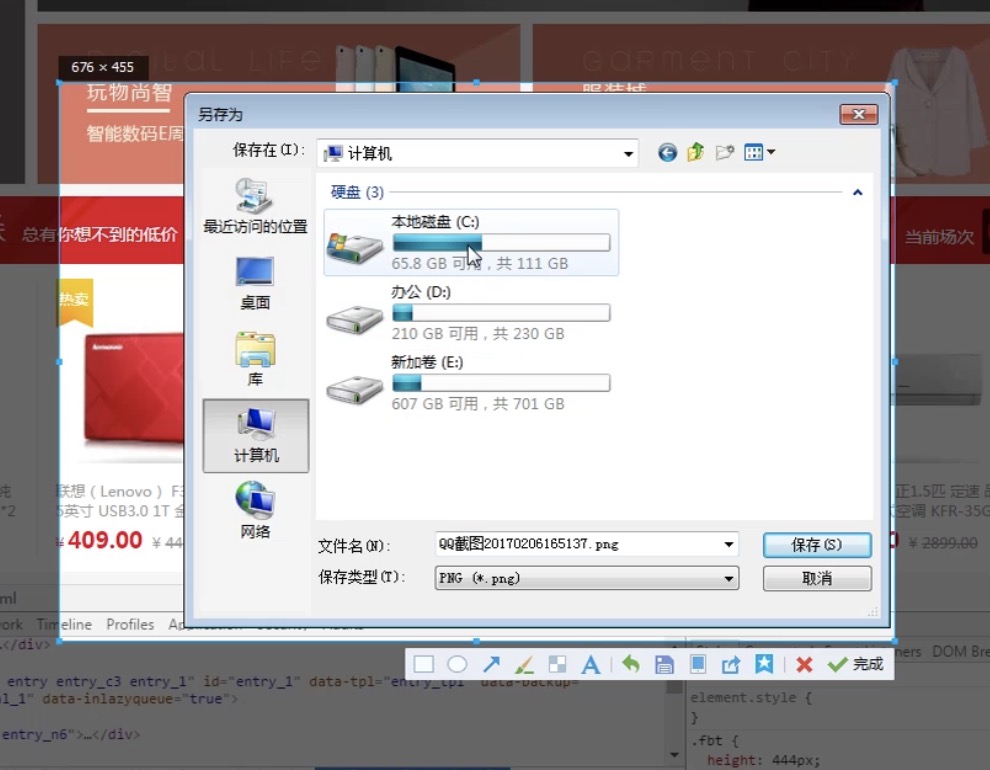 DIGITAL LIFE
GARMENT CITY
676 × 455
玩物尚智
服装城
智能数码E周
另存为
保存在(I):
计算机
硬盘 (3)
最近访问的位置
本地磁盘 (C:)
65.8 GB 可用，共 111 GB
总有你想不到的低价
当前场次
热卖
桌面
办公 (D:)
210 GB 可用，共 230 GB
库
新加卷 (E:)
607 GB 可用，共 701 GB
计算机
纯
联想（Lenovo）F3
正1.5匹 定速
*2
5英寸 USB3.0 1T 金
空调 KFR-35G
网络
¥409.00 ¥44
¥2899.00
文件名(N):
QQ截图20170206165137.png
保存(S)
保存类型(T):
PNG (*.png)
取消
ml
ork Timeline Profiles
…</div>
DOM Bre
完成
entry entry_c3 entry_1" id="entry_1" data-tpl="entry_tpl" data-backup=
l_1" data-inlazyqueue="true">
element.style {
}
entry_n6">…</div>
.fbt {
height: 444px;